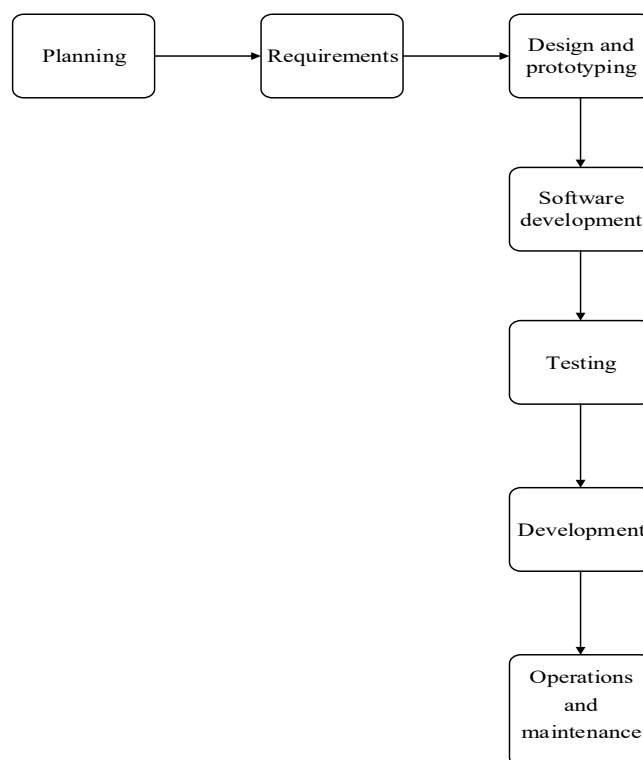 Planning
Requirements
Design and
prototyping
Software
development
Testing
Development
Operations
and
maintenance